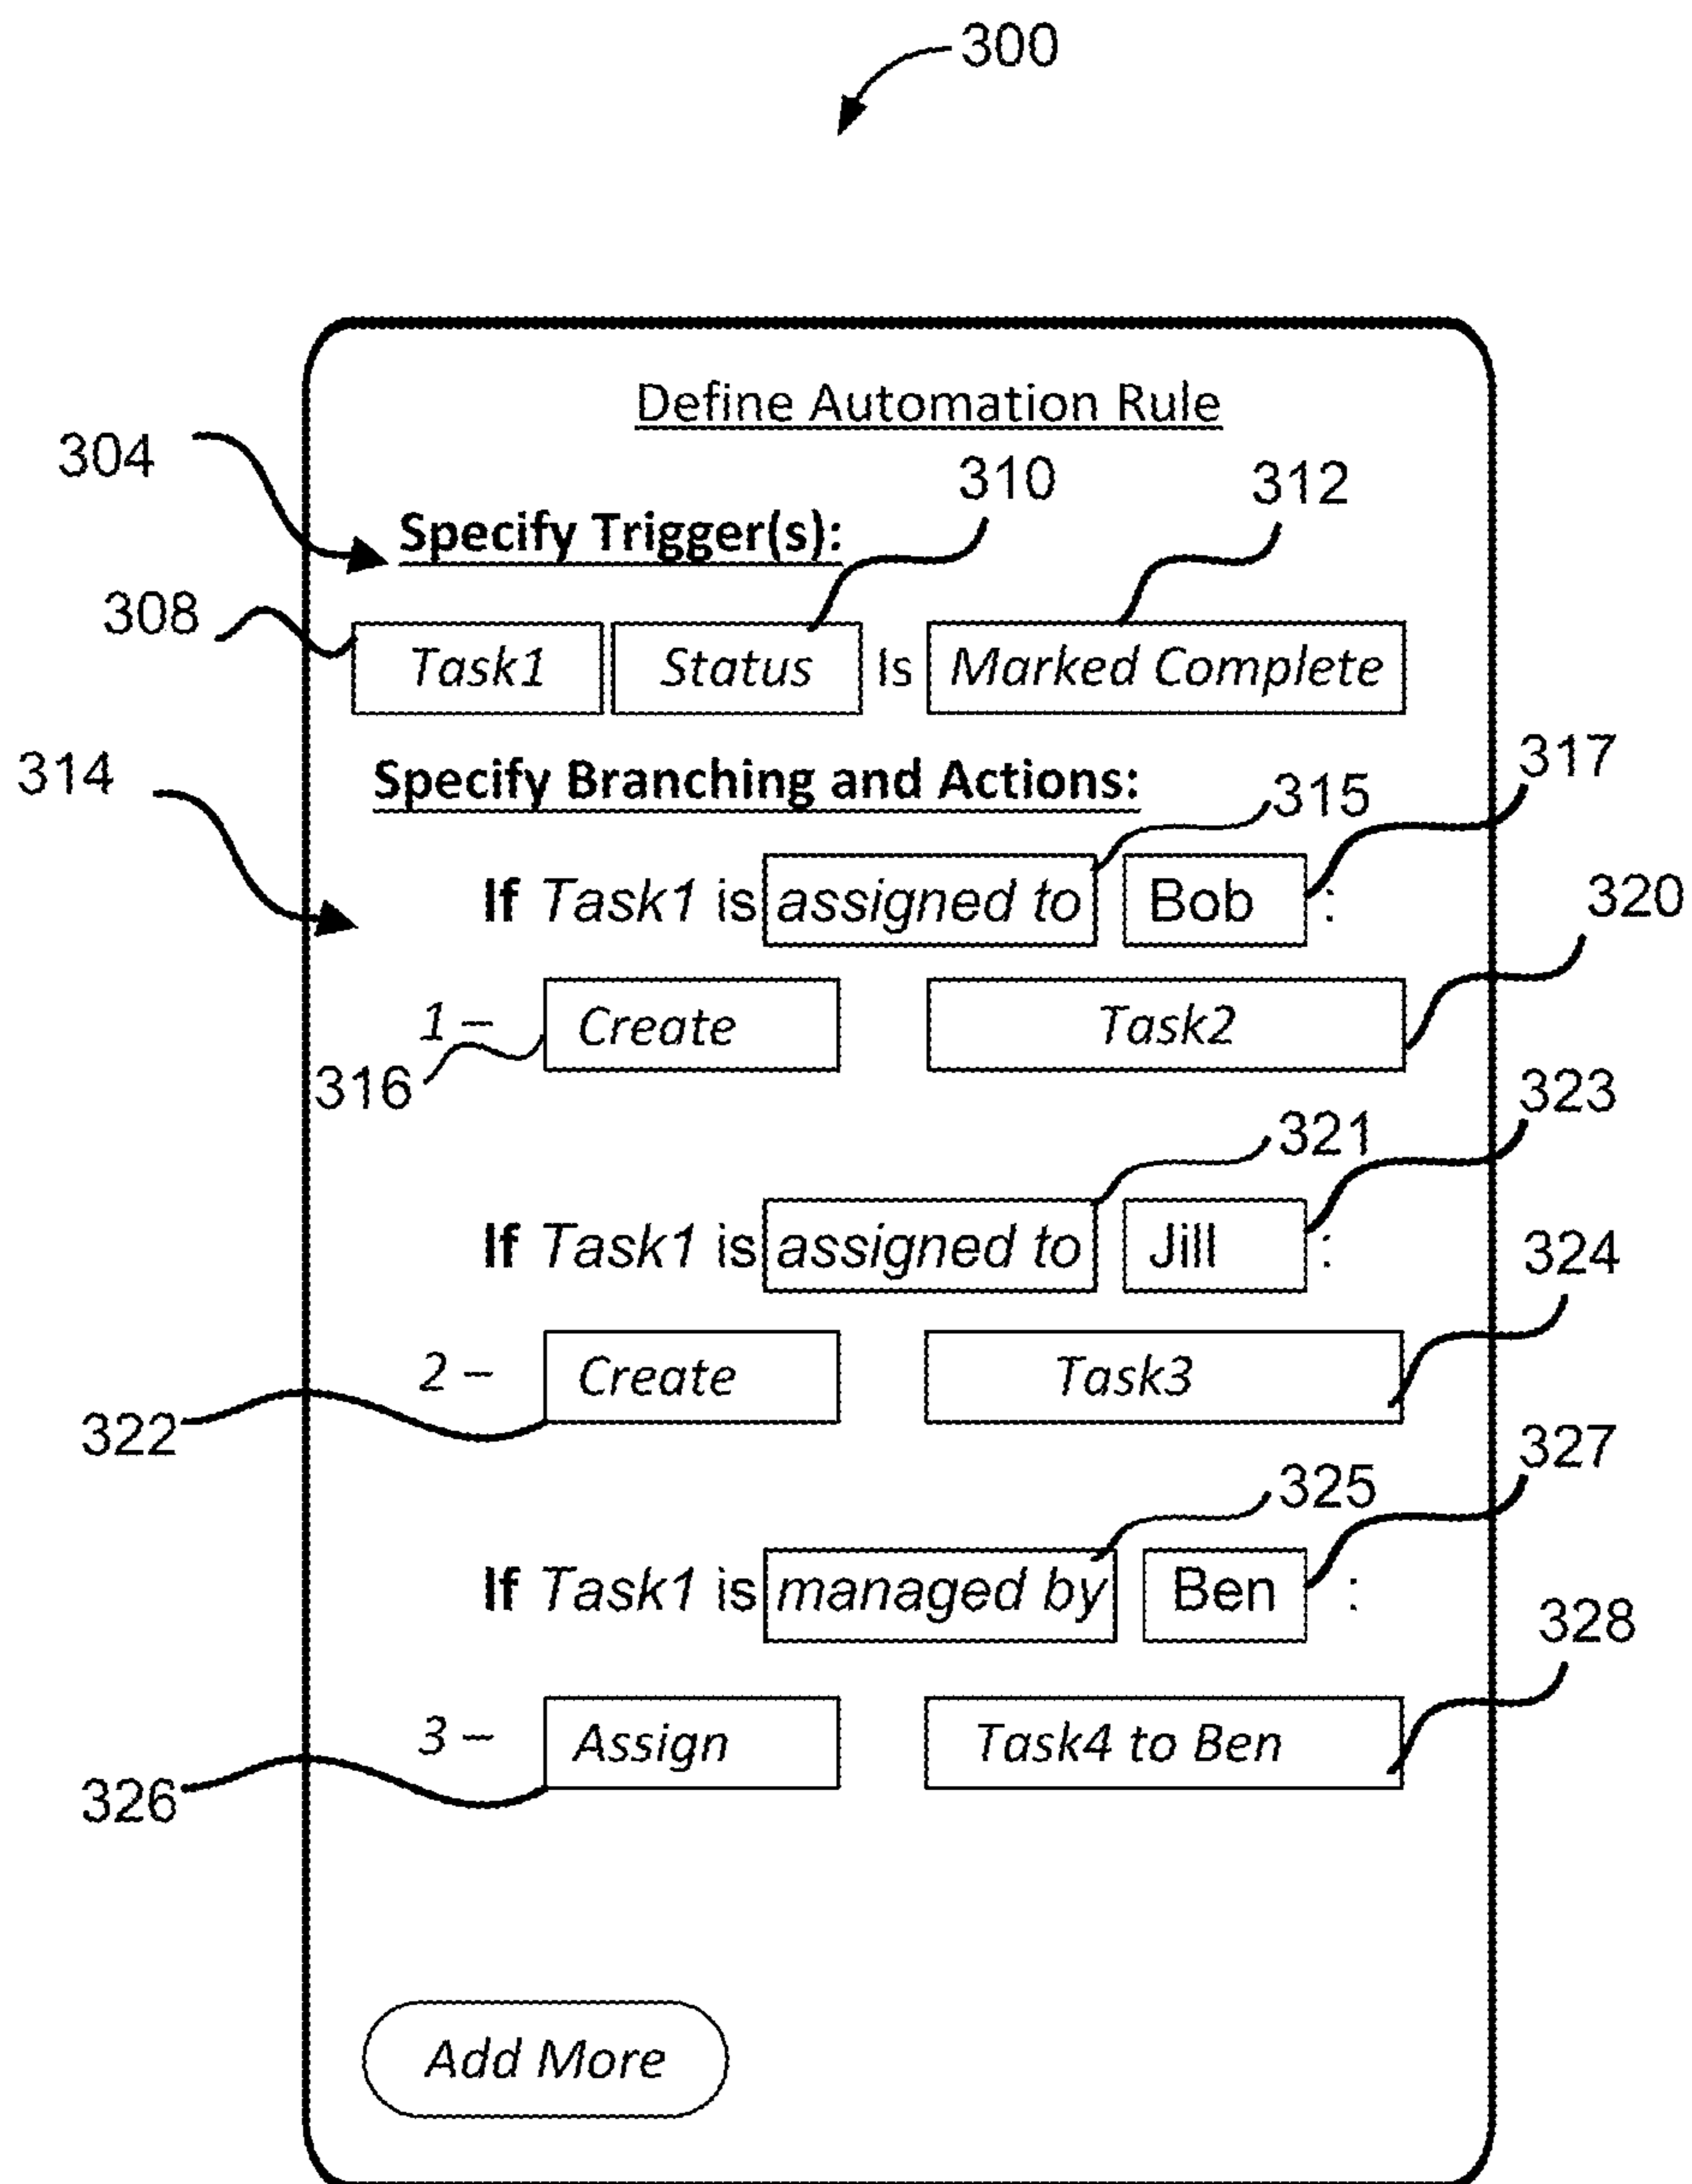 300
Define Automation Rule
304
310
312
Specify Trigger(s):
308
Task1 Status Is Marked Complete
317
314
Specify Branching and Actions:
315
320
If Task1 is assigned to Bob :
1 – Create Task2
316
323
321
If Task1 is assigned to Jill :
324
2 – Create Task3
322
327
325
If Task1 is managed by Ben :
328
3 – Assign Task4 to Ben
326
Add More